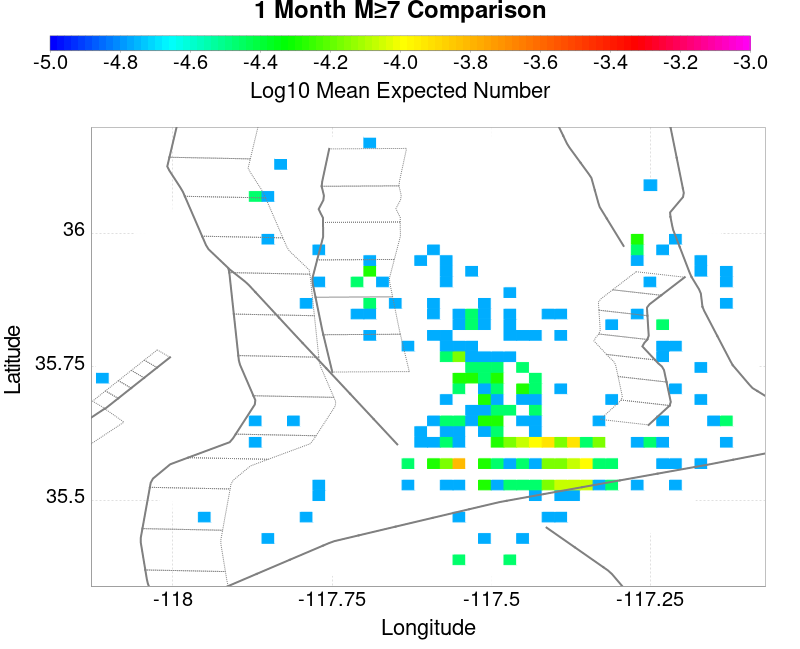 1 Month M≥7 Comparison
-5.0 -4.8 -4.6 -4.4 -4.2 -4.0 -3.8 -3.6 -3.4 -3.2 -3.0
Log10 Mean Expected Number
36
35.75
35.5
Latitude
-118 -117.75 -117.5 -117.25
Longitude